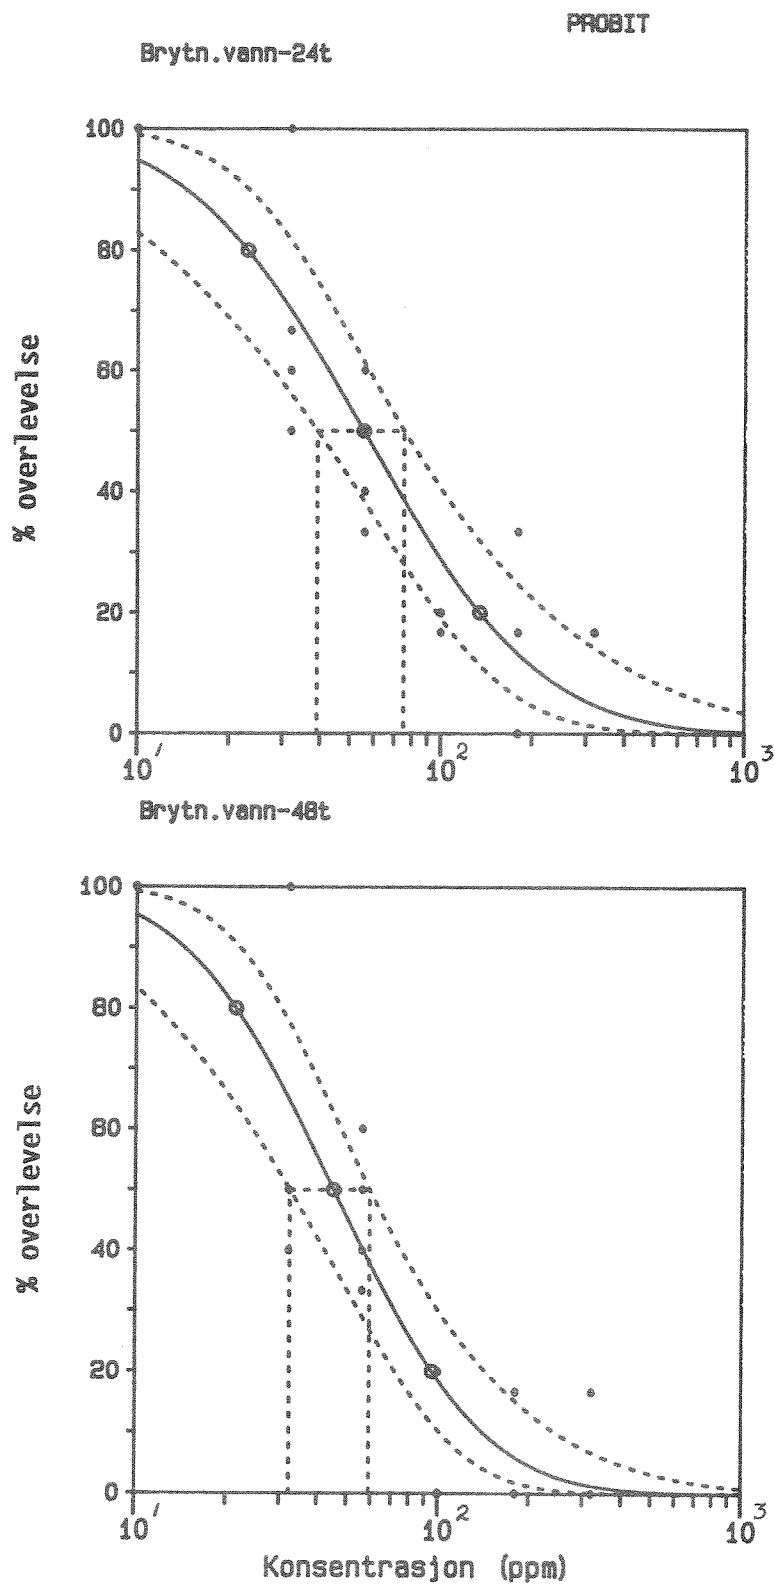 PROBIT
Brytn.vann-24t
100
80
60
40
20
0
% overlevelse
10¹ 10² 10³
Brytn.vann-48t
100
80
60
40
20
0
% overlevelse
10¹ 10² 10³
Konsentrasjon (ppm)